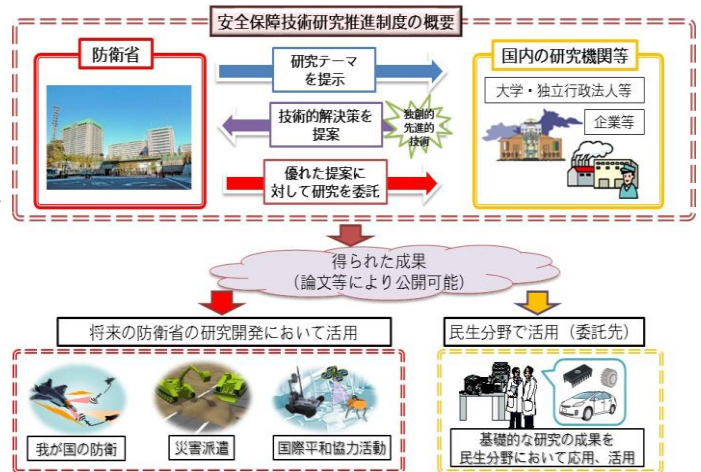 安全保障技術研究推進制度の概要
防衛省
研究テーマ
を提示
国内の研究機関等
大学・独立行政法人等
企業等
技術的解決策を
提案
独創的
先進的
技術
優れた提案に
対して研究を委託
得られた成果
(論文等により公開可能)
将来の防衛省の研究開発において活用
民生分野で活用(委託先)
我が国の防衛
災害派遣
国際平和協力活動
基礎的な研究の成果を
民生分野において応用、活用